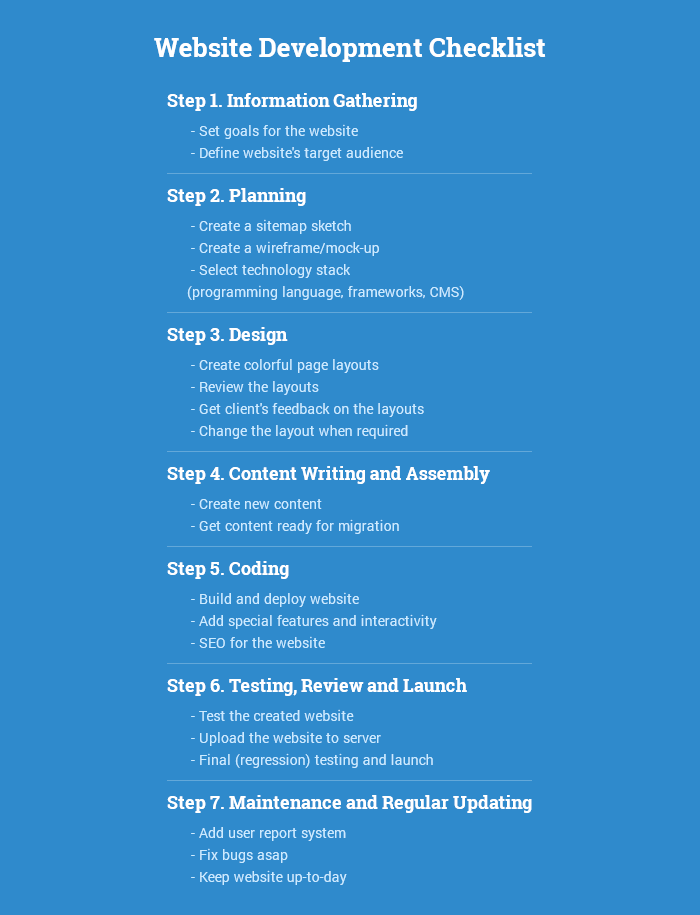 Website Development Checklist
Step 1. Information Gathering
- Set goals for the website
- Define website's target audience
Step 2. Planning
- Create a sitemap sketch
- Create a wireframe/mock-up
- Select technology stack
(programming language, frameworks, CMS)
Step 3. Design
- Create colorful page layouts
- Review the layouts
- Get client's feedback on the layouts
- Change the layout when required
Step 4. Content Writing and Assembly
- Create new content
- Get content ready for migration
Step 5. Coding
- Build and deploy website
- Add special features and interactivity
- SEO for the website
Step 6. Testing, Review and Launch
- Test the created website
- Upload the website to server
- Final (regression) testing and launch
Step 7. Maintenance and Regular Updating
- Add user report system
- Fix bugs asap
- Keep website up-to-day